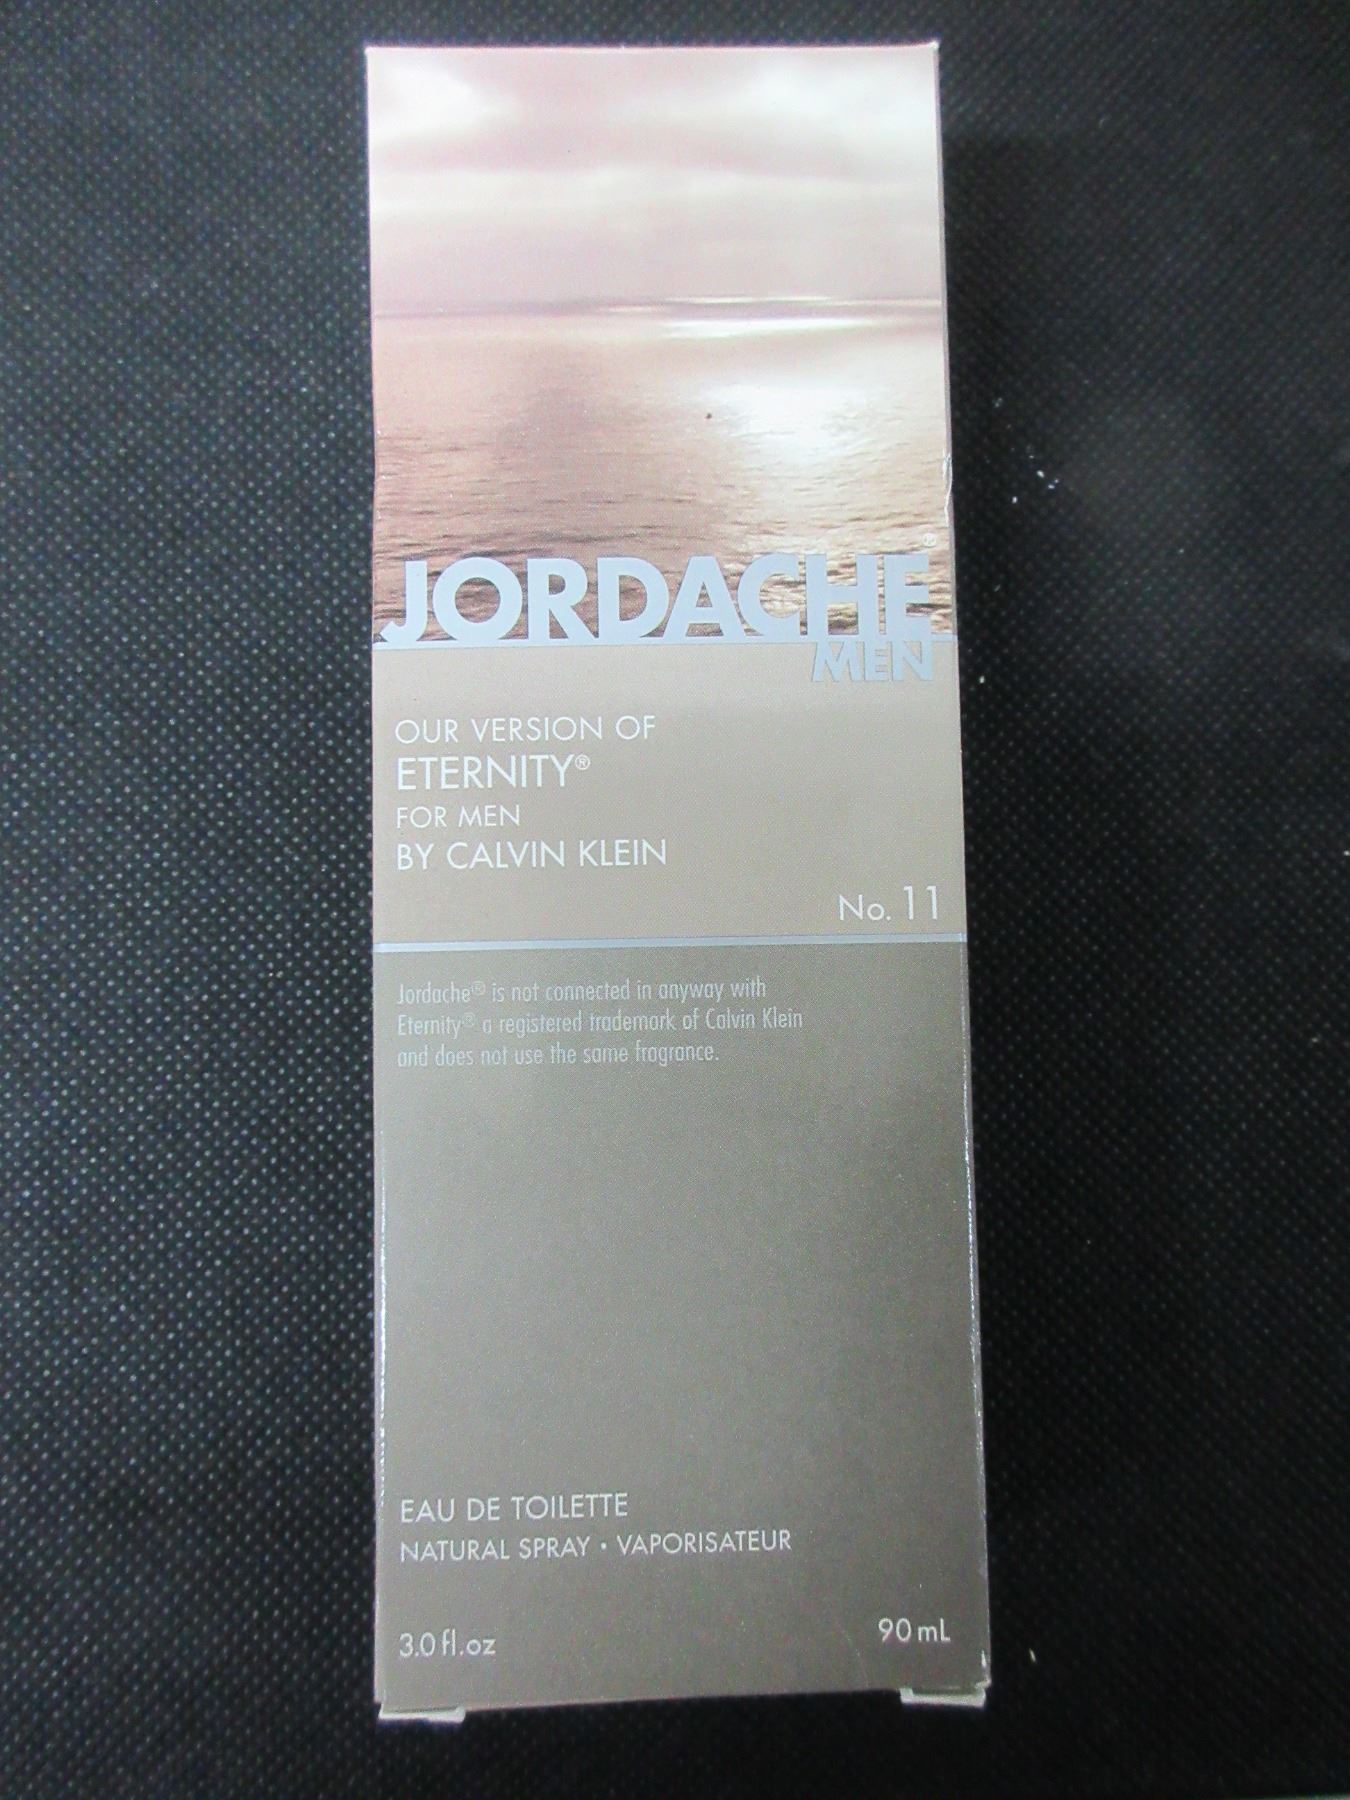 JORDACHE®
MEN
OUR VERSION OF
ETERNITY®
FOR MEN
BY CALVIN KLEIN
No. 11
Jordache® is not connected in anyway with
Eternity® a registered trademark of Calvin Klein
and does not use the same fragrance.
EAU DE TOILETTE
NATURAL SPRAY • VAPORISATEUR
3.0 fl.oz 90 mL